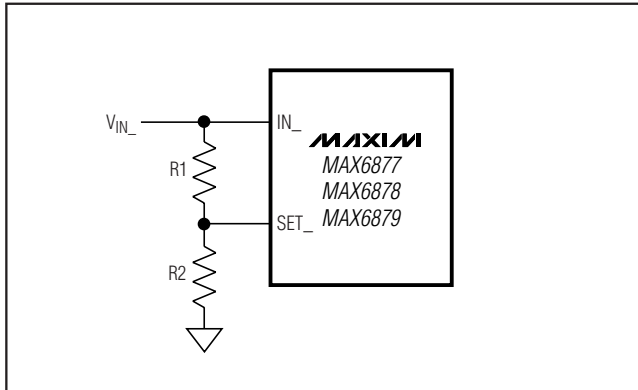 V_IN_
IN_
MAXIM
R1
MAX6877
MAX6878
MAX6879
SET_
R2